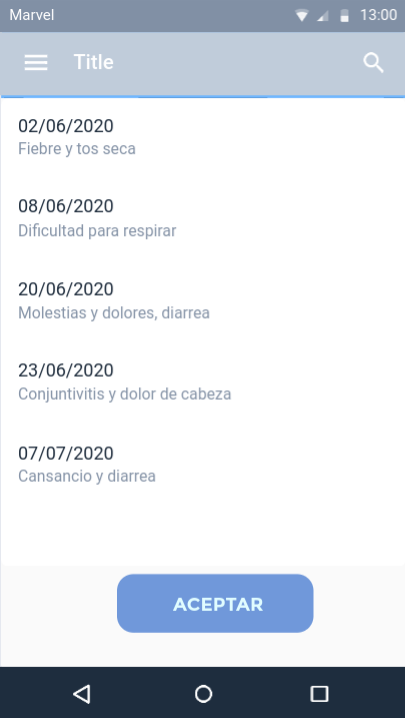 Marvel 13:00
Title
02/06/2020
Fiebre y tos seca
08/06/2020
Dificultad para respirar
20/06/2020
Molestias y dolores, diarrea
23/06/2020
Conjuntivitis y dolor de cabeza
07/07/2020
Cansancio y diarrea
ACEPTAR